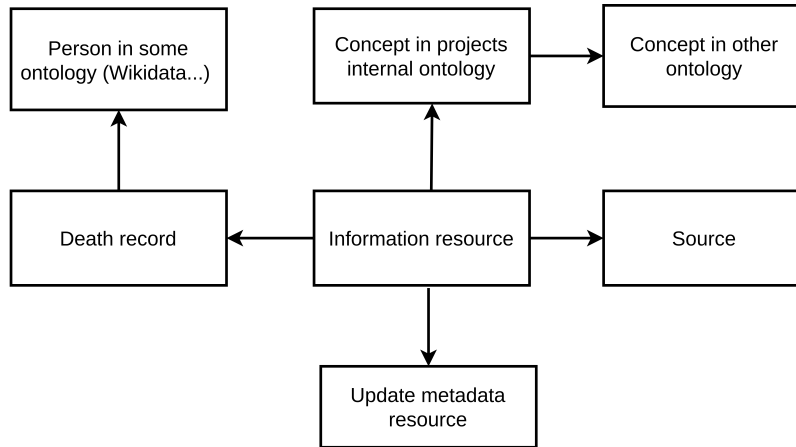 Person in some
ontology (Wikidata...)
Concept in projects
internal ontology
Concept in other
ontology
Death record
Information resource
Source
Update metadata
resource